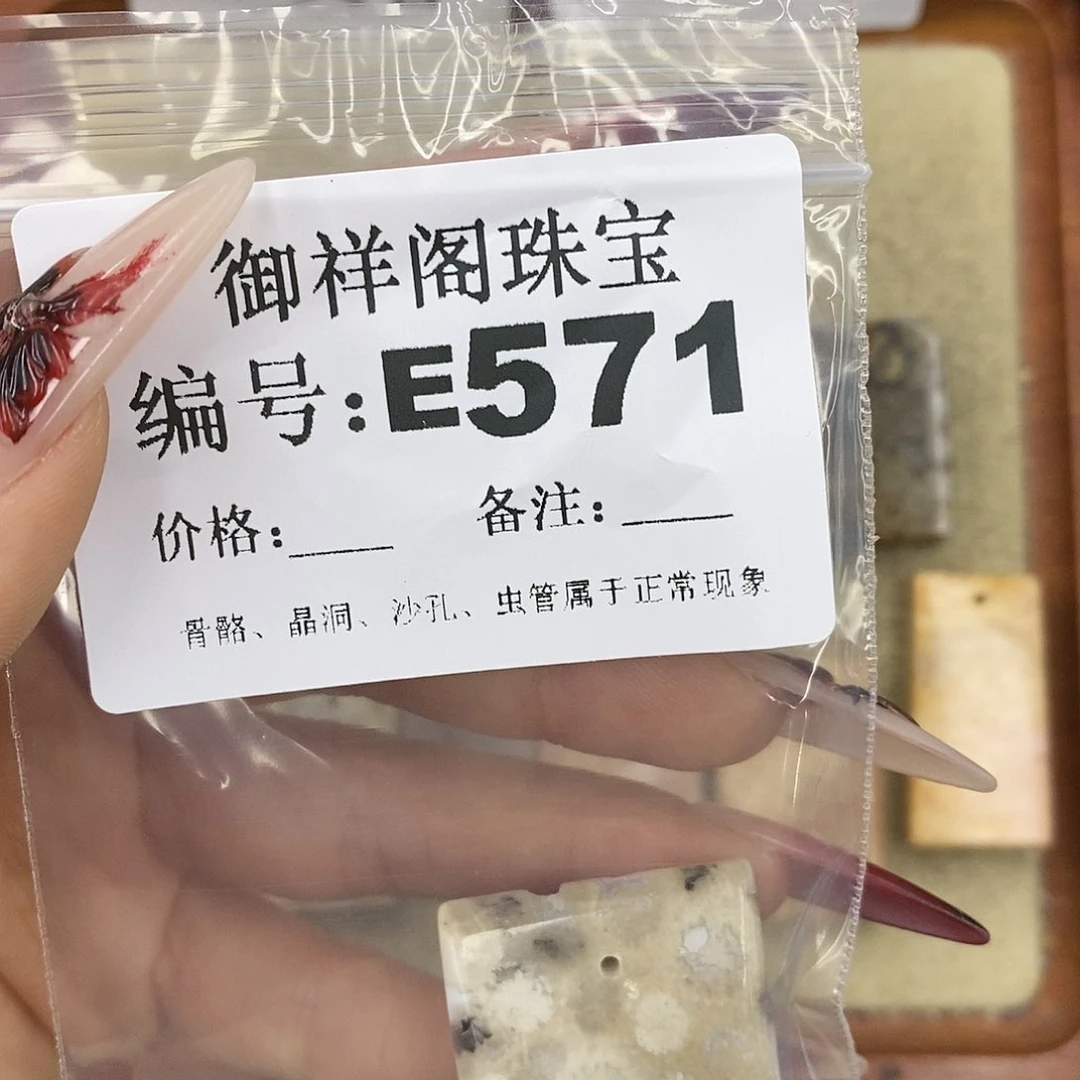 御祥阁珠宝
编号:E571
价格:____ 备注:____
骨骼、晶洞、沙孔、虫管属于正常现象